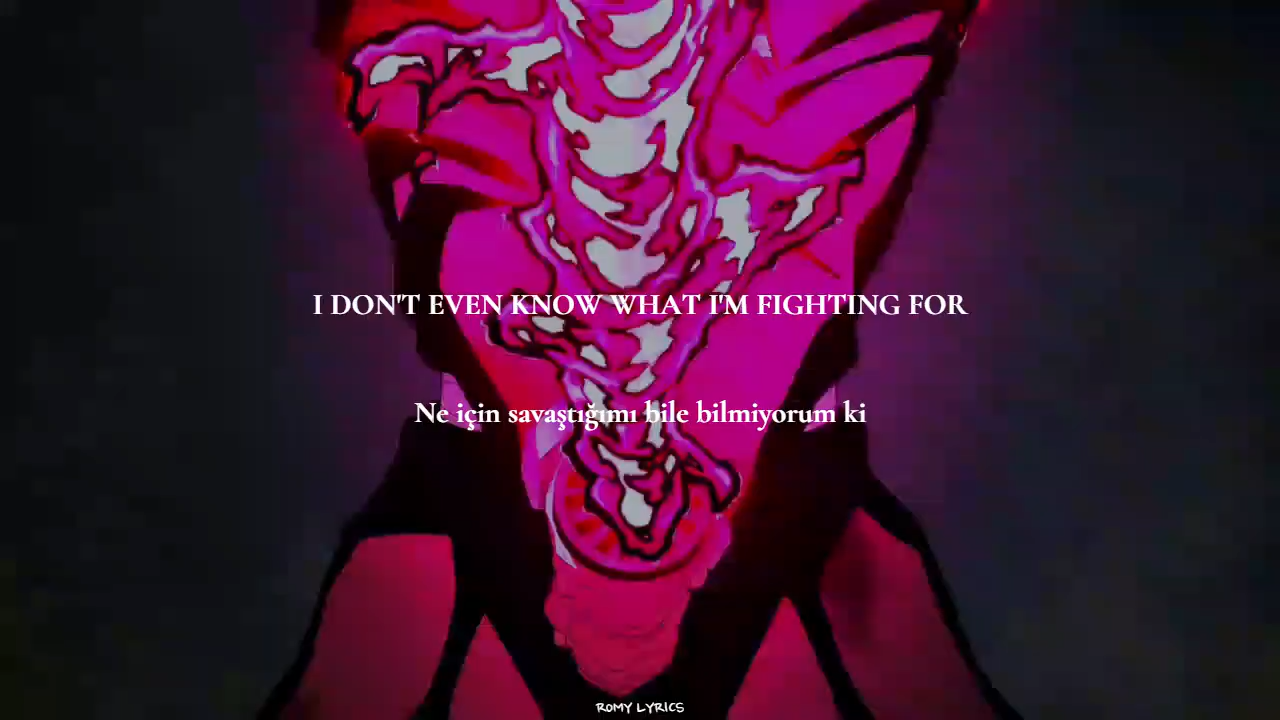 I DON'T EVEN KNOW WHAT I'M FIGHTING FOR
Ne için savaştığımı bile bilmiyorum ki
ROMY LYRICS